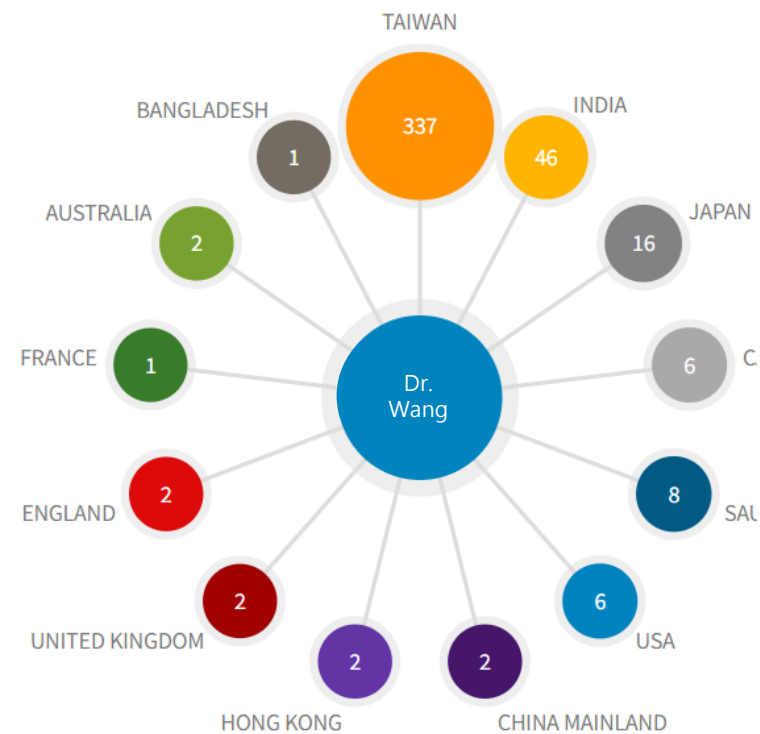 TAIWAN
337
INDIA
46
BANGLADESH
1
JAPAN
16
AUSTRALIA
2
FRANCE
1
6
Dr.
Wang
ENGLAND
2
8
UNITED KINGDOM
2
USA
6
HONG KONG
2
CHINA MAINLAND
2